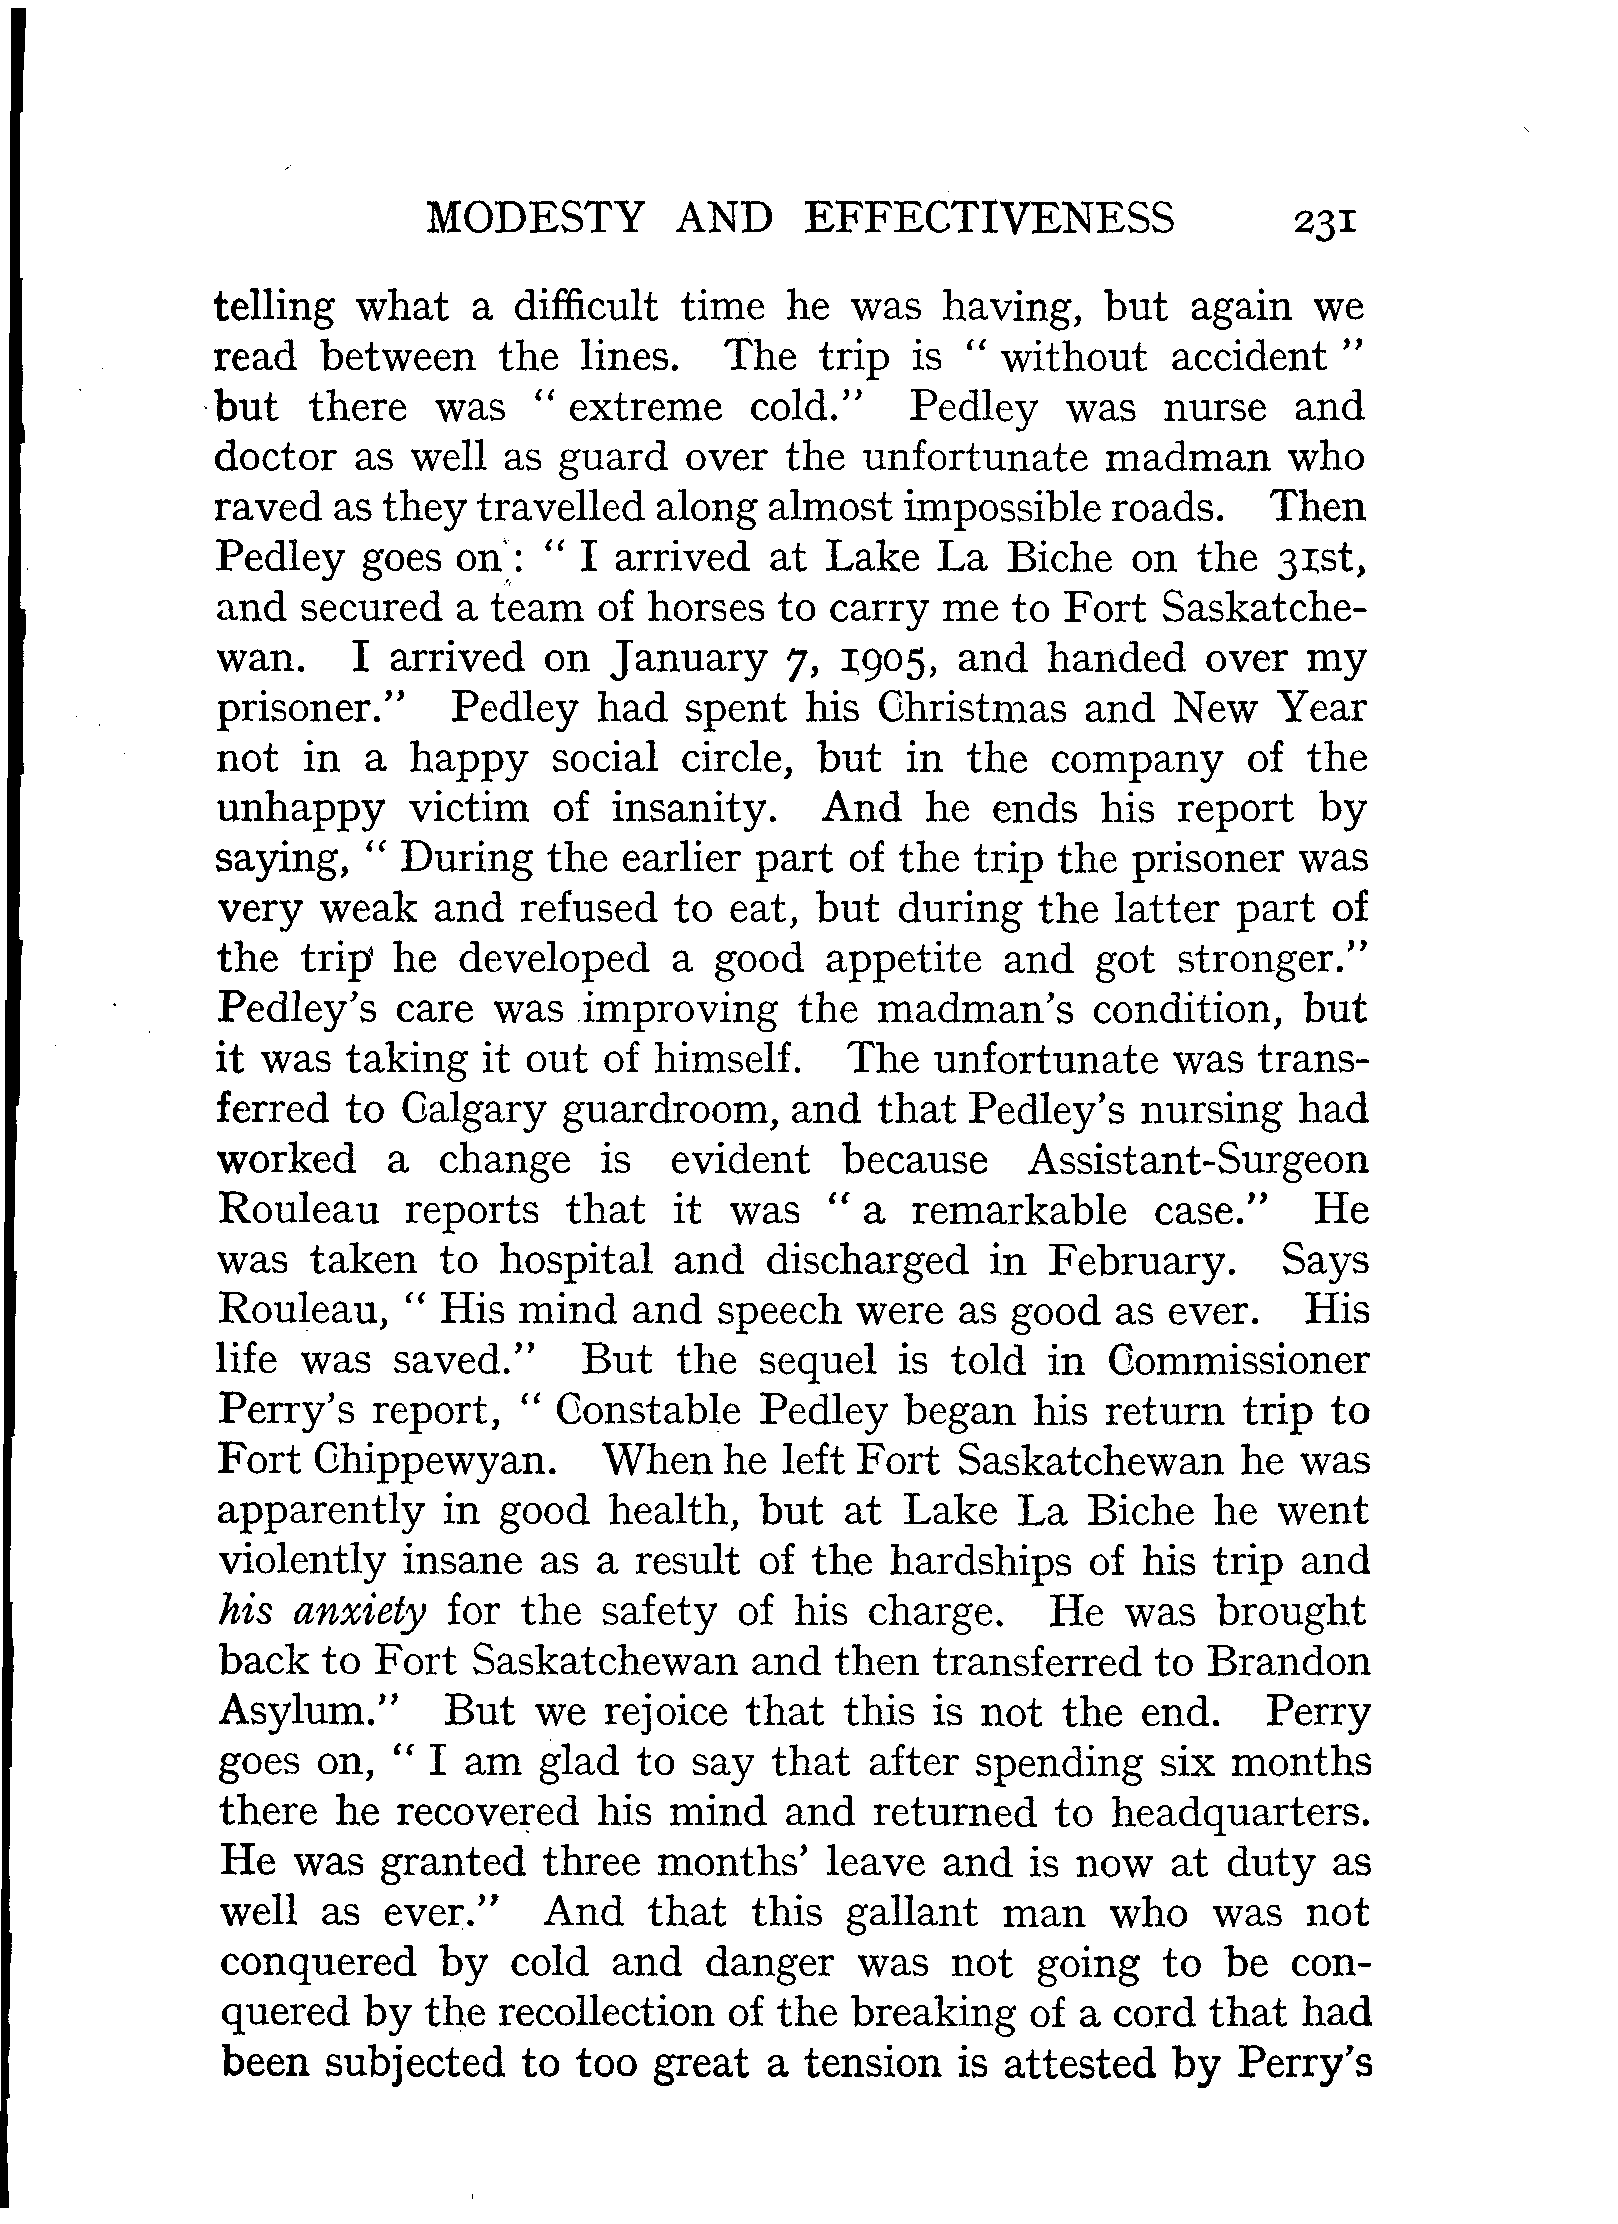 MODESTY AND EFFECTIVENESS 231
telling what a difficult time he was having, but again we
read between the lines. The trip is " without accident "
but there was " extreme cold." Pedley was nurse and
doctor as well as guard over the unfortunate madman who
raved as they travelled along almost impossible roads. Then
Pedley goes on : " I arrived at Lake La Biche on the 31st,
and secured a team of horses to carry me to Fort Saskatche-
wan. I arrived on January 7, 1905, and handed over my
prisoner." Pedley had spent his Christmas and New Year
not in a happy social circle, but in the company of the
unhappy victim of insanity. And he ends his report by
saying, " During the earlier part of the trip the prisoner was
very weak and refused to eat, but during the latter part of
the trip he developed a good appetite and got stronger."
Pedley's care was improving the madman's condition, but
it was taking it out of himself. The unfortunate was trans-
ferred to Calgary guardroom, and that Pedley's nursing had
worked a change is evident because Assistant-Surgeon
Rouleau reports that it was " a remarkable case." He
was taken to hospital and discharged in February. Says
Rouleau, " His mind and speech were as good as ever. His
life was saved." But the sequel is told in Commissioner
Perry's report, " Constable Pedley began his return trip to
Fort Chippewyan. When he left Fort Saskatchewan he was
apparently in good health, but at Lake La Biche he went
violently insane as a result of the hardships of his trip and
his anxiety for the safety of his charge. He was brought
back to Fort Saskatchewan and then transferred to Brandon
Asylum." But we rejoice that this is not the end. Perry
goes on, " I am glad to say that after spending six months
there he recovered his mind and returned to headquarters.
He was granted three months' leave and is now at duty as
well as ever." And that this gallant man who was not
conquered by cold and danger was not going to be con-
quered by the recollection of the breaking of a cord that had
been subjected to too great a tension is attested by Perry's